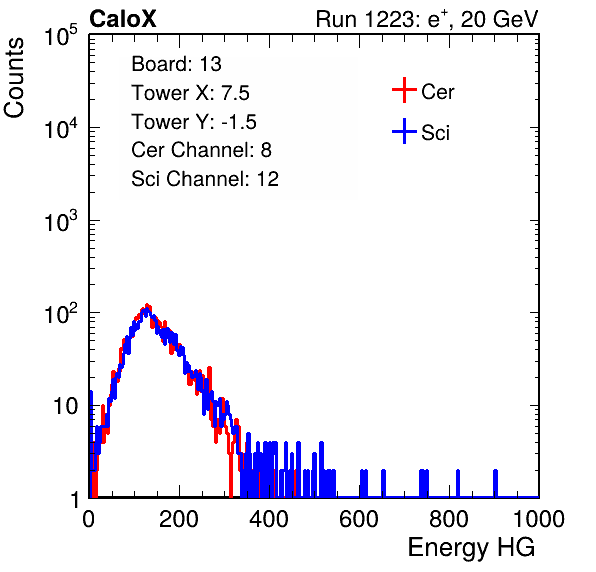 CaloX Run 1223: e⁺, 20 GeV
Counts
10⁵
10⁴
10³
10²
10
1
Board: 13
Tower X: 7.5
Tower Y: -1.5
Cer Channel: 8
Sci Channel: 12
Cer
Sci
0 200 400 600 800 1000
Energy HG